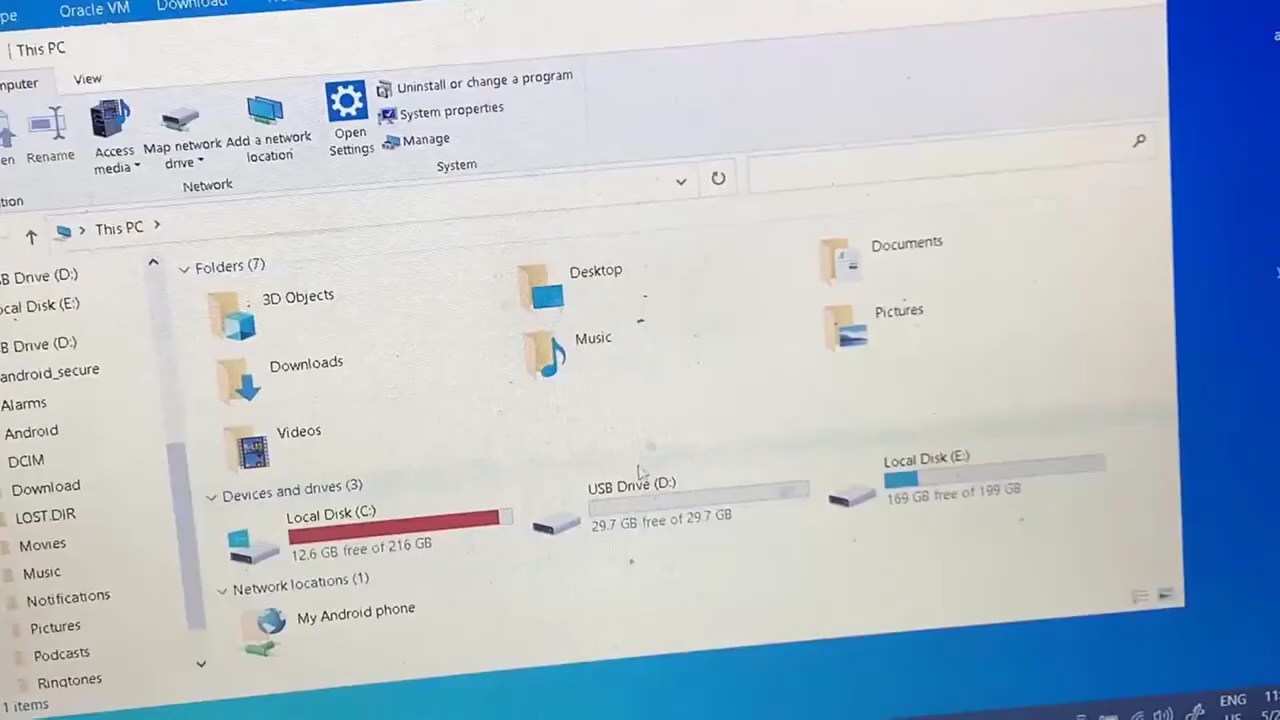 Oracle VM
Download
This PC
View
Rename
Access media
Map network drive
Add a network location
Open Settings
Uninstall or change a program
System properties
Manage
Network
System
This PC
Drive (D:)
Disk (E:)
Drive (D:)
android_secure
Alarms
Android
DCIM
Download
LOST.DIR
Movies
Music
Notifications
Pictures
Podcasts
Ringtones
items
Folders (7)
3D Objects
Desktop
Documents
Downloads
Music
Pictures
Videos
Devices and drives (3)
Local Disk (C:)
12.6 GB free of 216 GB
USB Drive (D:)
29.7 GB free of 29.7 GB
Local Disk (E:)
169 GB free of 199 GB
Network locations (1)
My Android phone
ENG